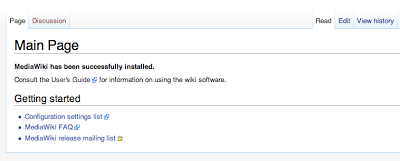 Page Discussion Read Edit View history
Main Page
MediaWiki has been successfully installed.
Consult the User's Guide for information on using the wiki software.
Getting started
Configuration settings list
MediaWiki FAQ
MediaWiki release mailing list